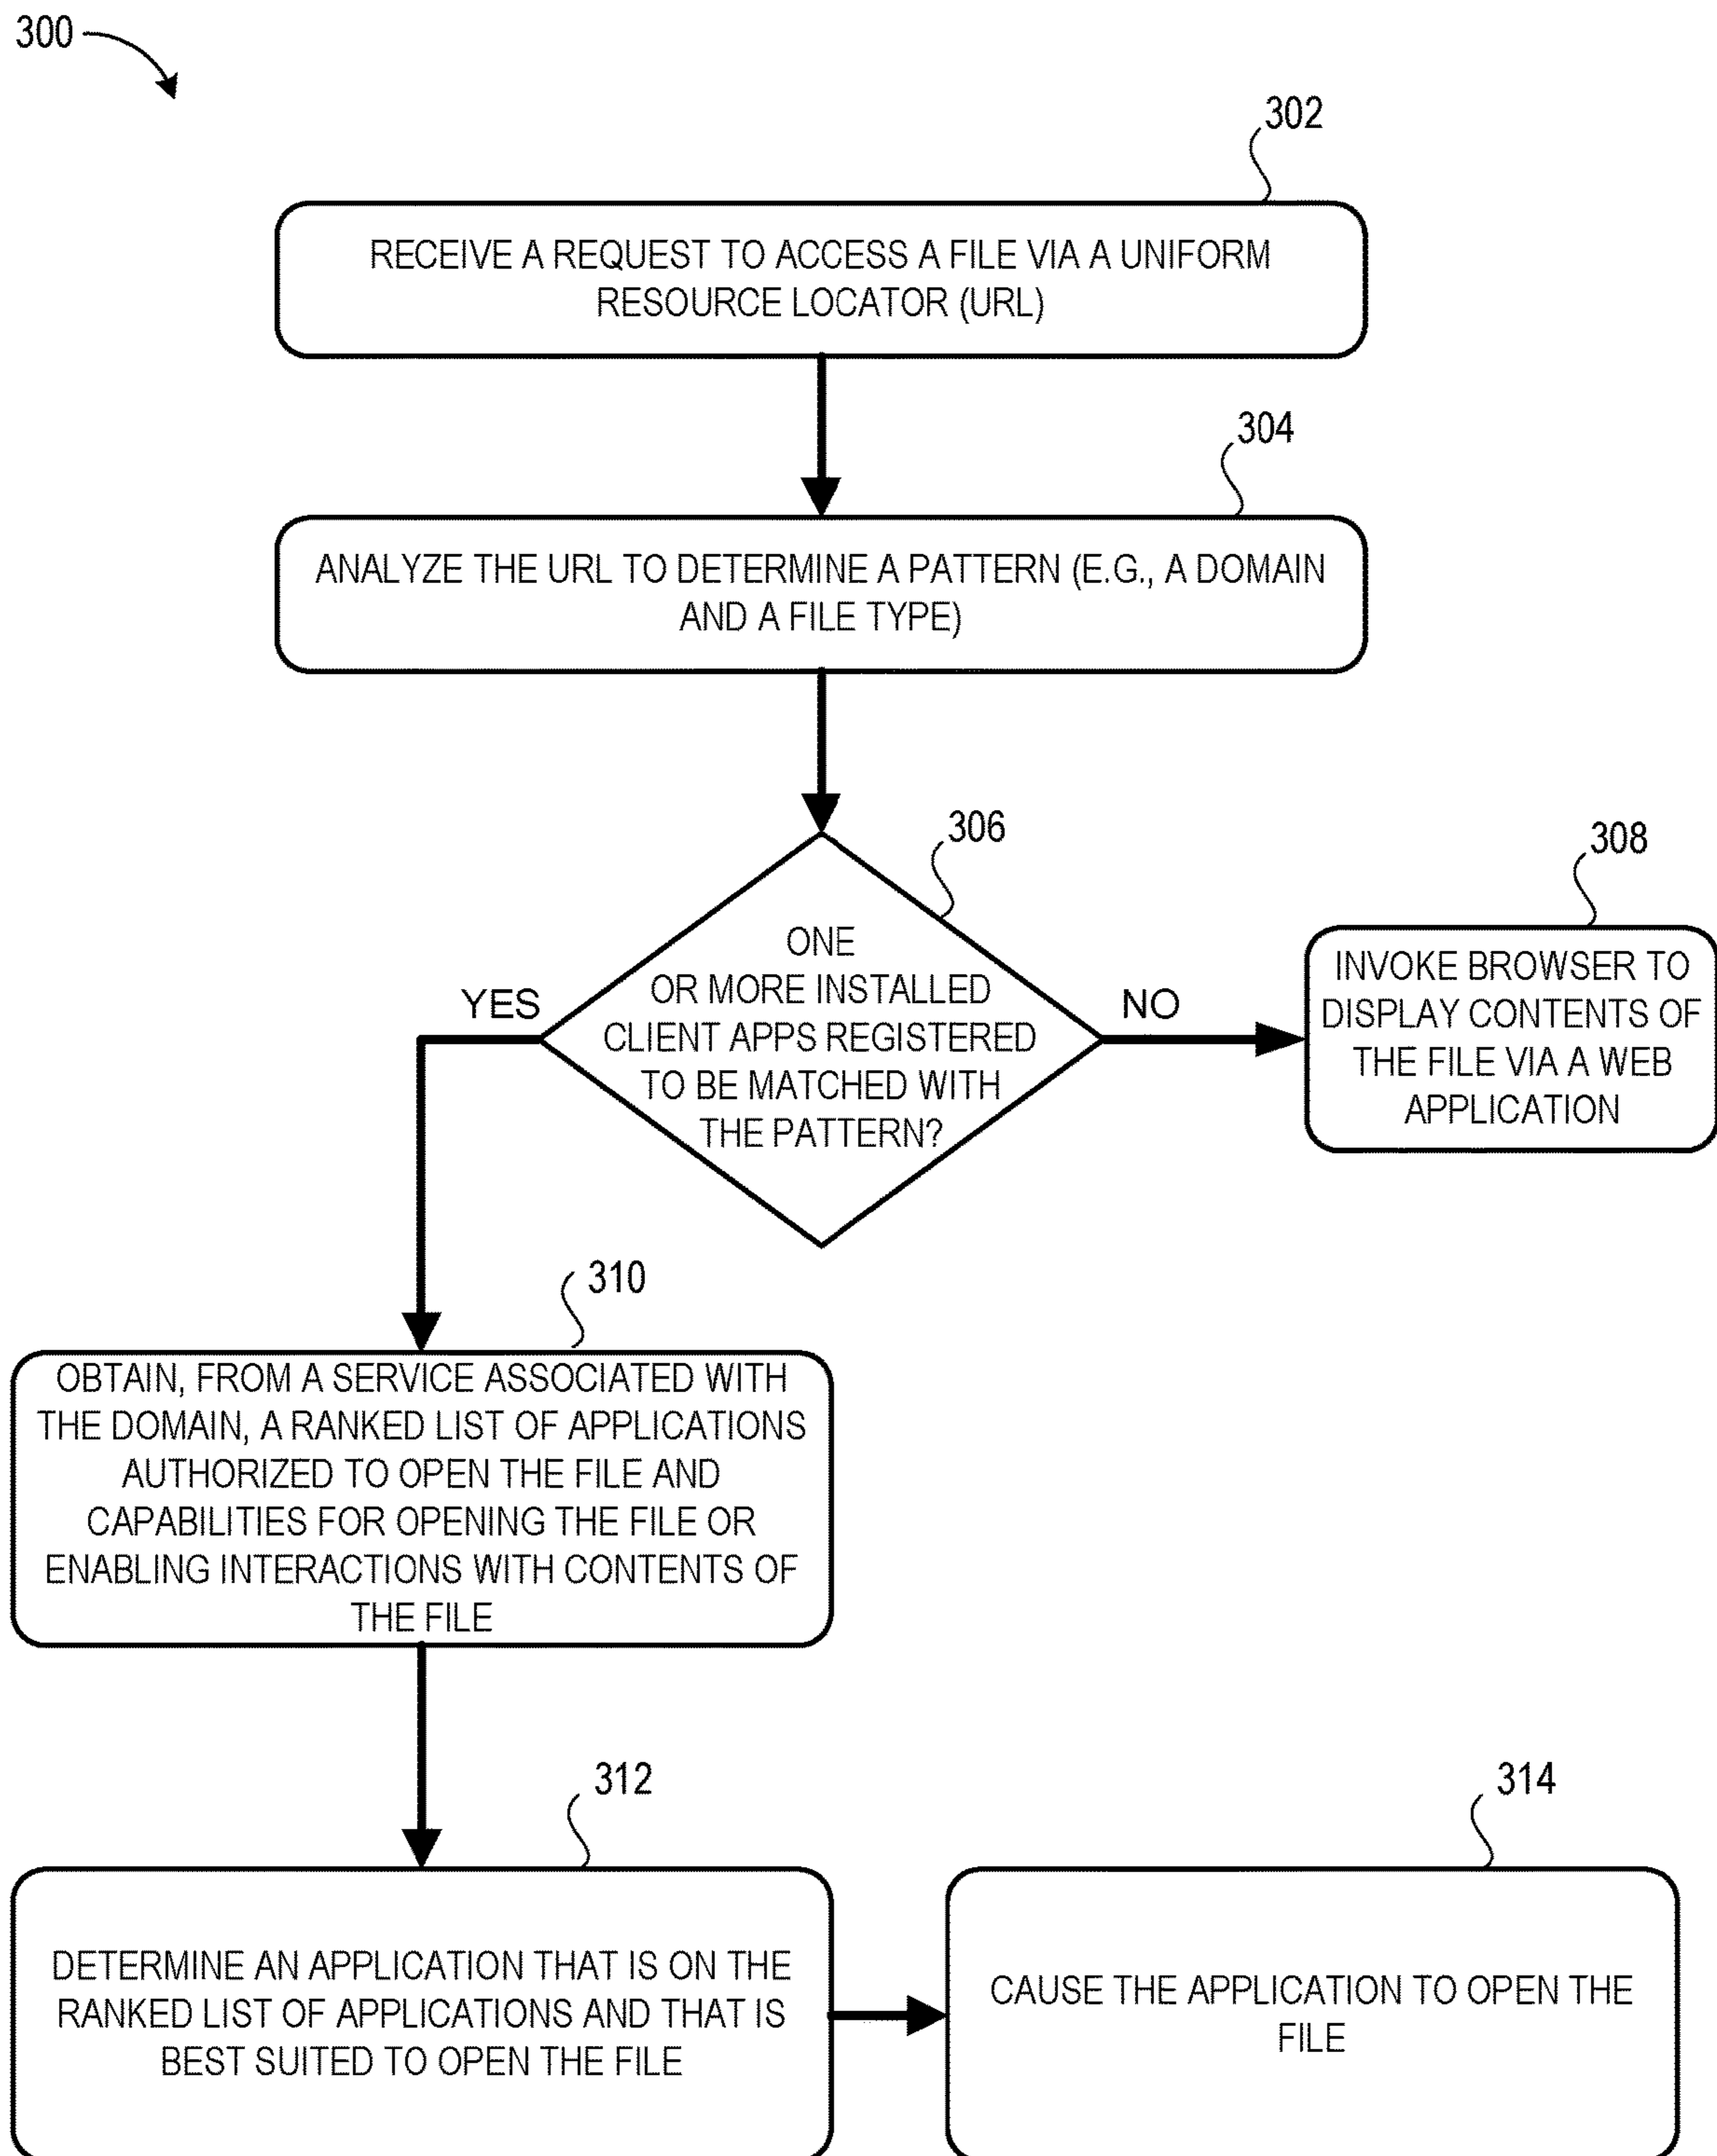 300
302
RECEIVE A REQUEST TO ACCESS A FILE VIA A UNIFORM
RESOURCE LOCATOR (URL)
304
ANALYZE THE URL TO DETERMINE A PATTERN (E.G., A DOMAIN
AND A FILE TYPE)
306
ONE
OR MORE INSTALLED
CLIENT APPS REGISTERED
TO BE MATCHED WITH
THE PATTERN?
YES
NO
308
INVOKE BROWSER TO
DISPLAY CONTENTS OF
THE FILE VIA A WEB
APPLICATION
310
OBTAIN, FROM A SERVICE ASSOCIATED WITH
THE DOMAIN, A RANKED LIST OF APPLICATIONS
AUTHORIZED TO OPEN THE FILE AND
CAPABILITIES FOR OPENING THE FILE OR
ENABLING INTERACTIONS WITH CONTENTS OF
THE FILE
312
DETERMINE AN APPLICATION THAT IS ON THE
RANKED LIST OF APPLICATIONS AND THAT IS
BEST SUITED TO OPEN THE FILE
314
CAUSE THE APPLICATION TO OPEN THE
FILE